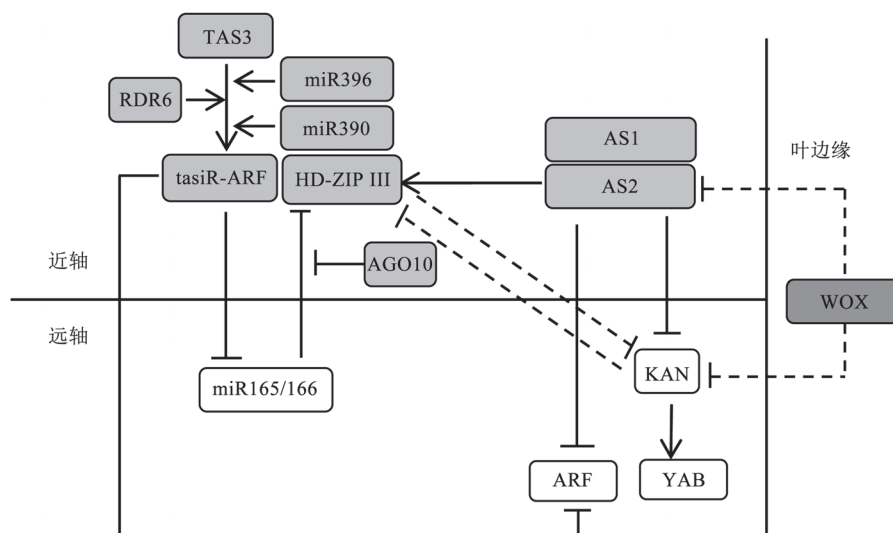 TAS3
miR396
RDR6
miR390
AS1
叶边缘
tasiR-ARF
HD-ZIP III
AS2
近轴
AGO10
WOX
远轴
miR165/166
KAN
ARF
YAB